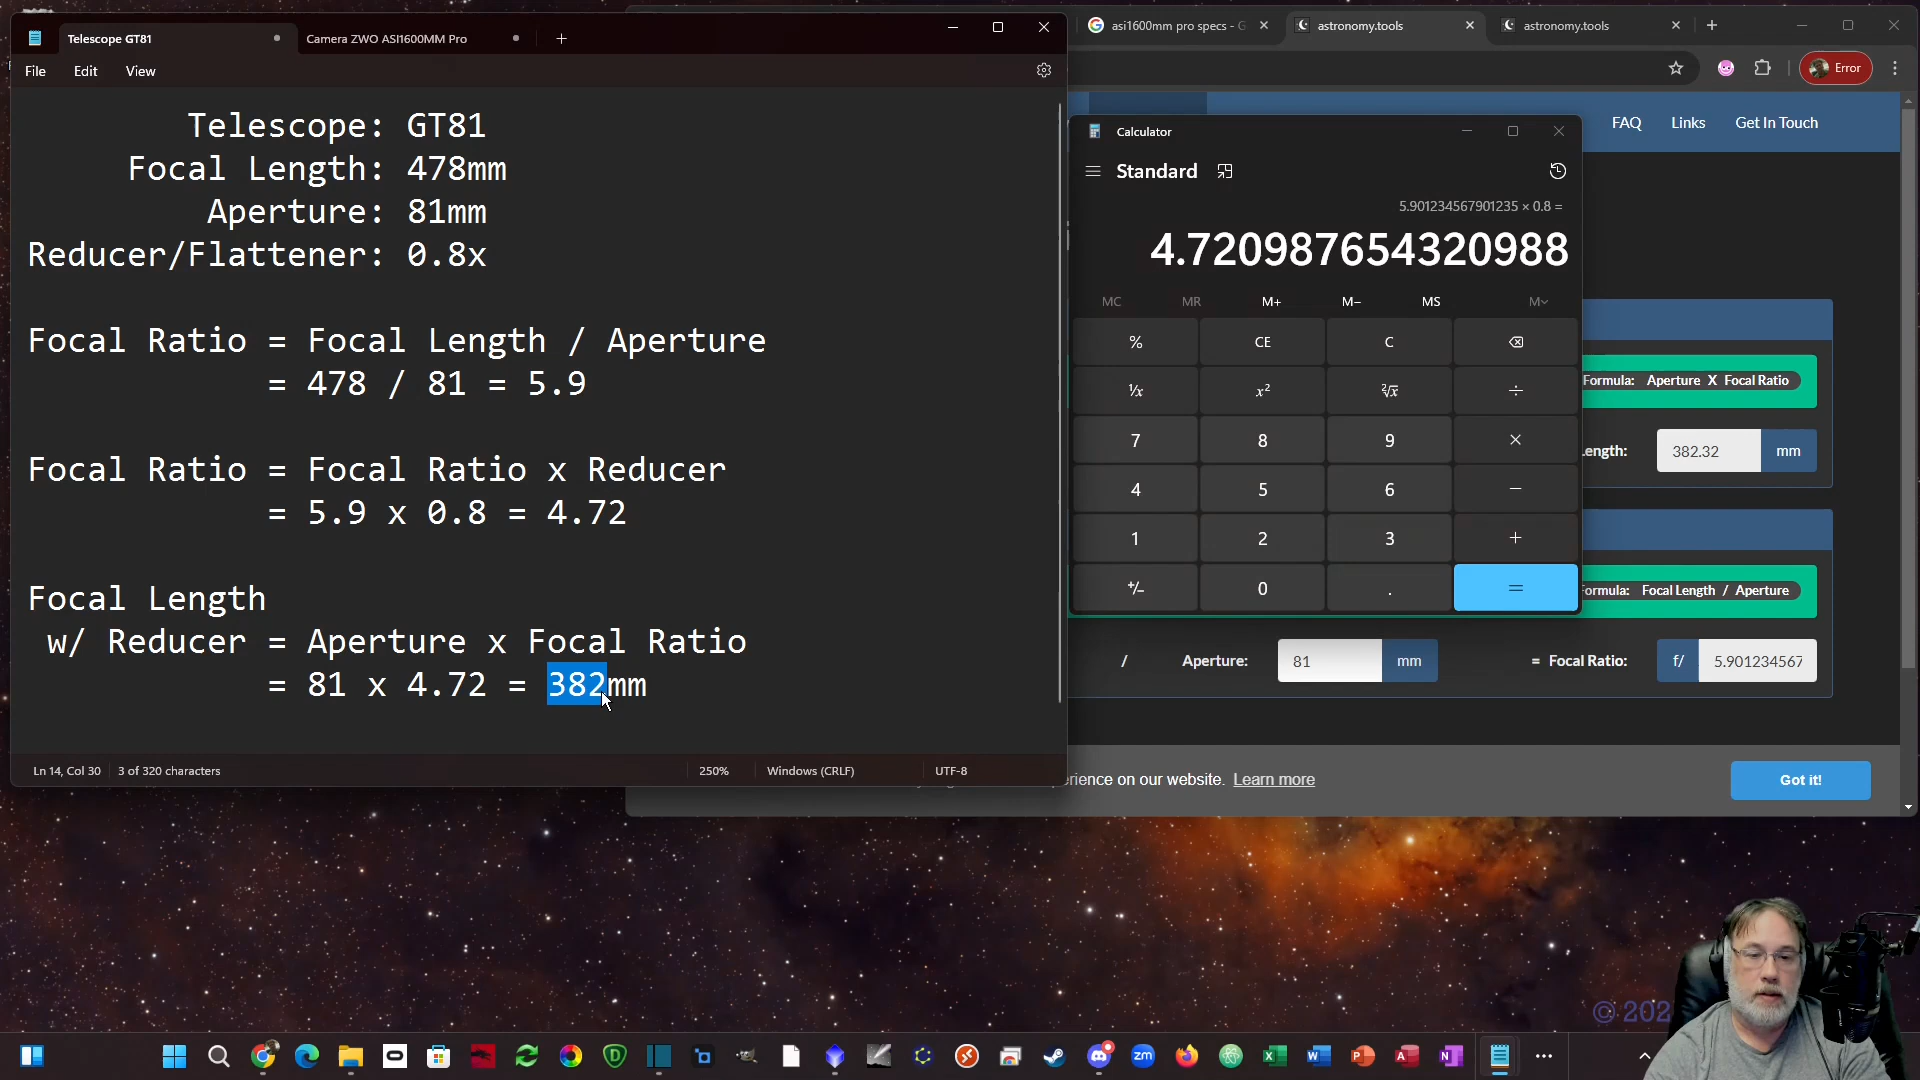 Telescope GT81
Camera ZWO ASI1600MM Pro
File
Edit
View
Telescope: GT81
Focal Length: 478mm
Aperture: 81mm
Reducer/Flattener: 0.8x
Focal Ratio = Focal Length / Aperture
= 478 / 81 = 5.9
Focal Ratio = Focal Ratio x Reducer
= 5.9 x 0.8 = 4.72
Focal Length
w/ Reducer = Aperture x Focal Ratio
= 81 x 4.72 = 382mm
Ln 14, Col 30
3 of 320 characters
250%
Windows (CRLF)
UTF-8
asi1600mm pro specs - G
astronomy.tools
astronomy.tools
Error
FAQ
Links
Get In Touch
Calculator
Standard
5.901234567901235 × 0.8 =
4.720987654320988
MC
MR
M+
M−
MS
M
%
CE
C
¹/x
x²
²√x
÷
7
8
9
×
4
5
6
−
1
2
3
+
+/−
0
.
=
Formula: Aperture X Focal Ratio
ength:
382.32
mm
ormula: Focal Length / Aperture
/
Aperture:
81
mm
= Focal Ratio:
f/
5.901234567
erience on our website. Learn more
Got it!
© 202
zm